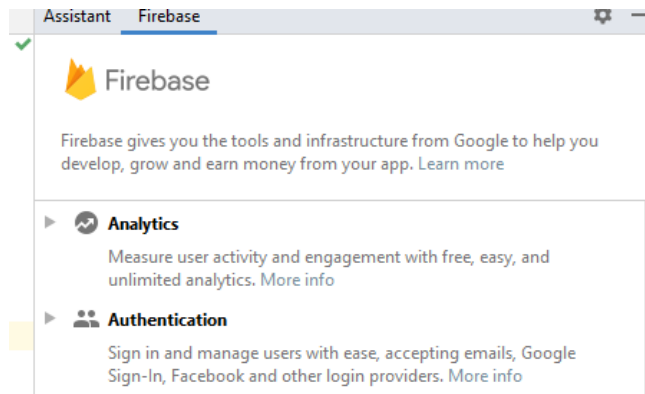 Assistant Firebase
Firebase
Firebase gives you the tools and infrastructure from Google to help you
develop, grow and earn money from your app. Learn more
Analytics
Measure user activity and engagement with free, easy, and
unlimited analytics. More info
Authentication
Sign in and manage users with ease, accepting emails, Google
Sign-In, Facebook and other login providers. More info